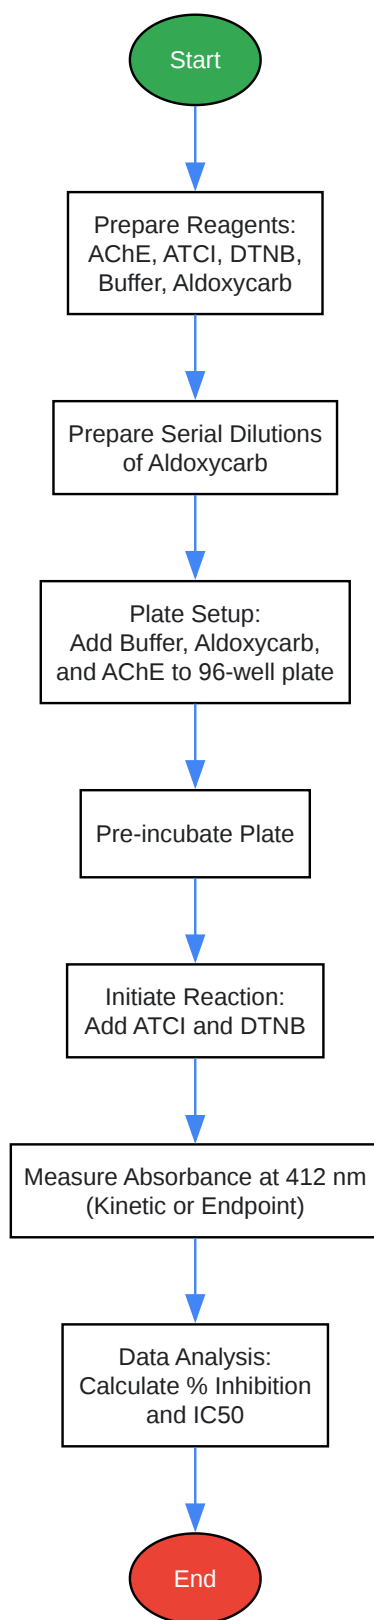 Start
Prepare Reagents:
AChE, ATCI, DTNB,
Buffer, Aldoxycarb
Prepare Serial Dilutions
of Aldoxycarb
Plate Setup:
Add Buffer, Aldoxycarb,
and AChE to 96-well plate
Pre-incubate Plate
Initiate Reaction:
Add ATCI and DTNB
Measure Absorbance at 412 nm
(Kinetic or Endpoint)
Data Analysis:
Calculate % Inhibition
and IC50
End